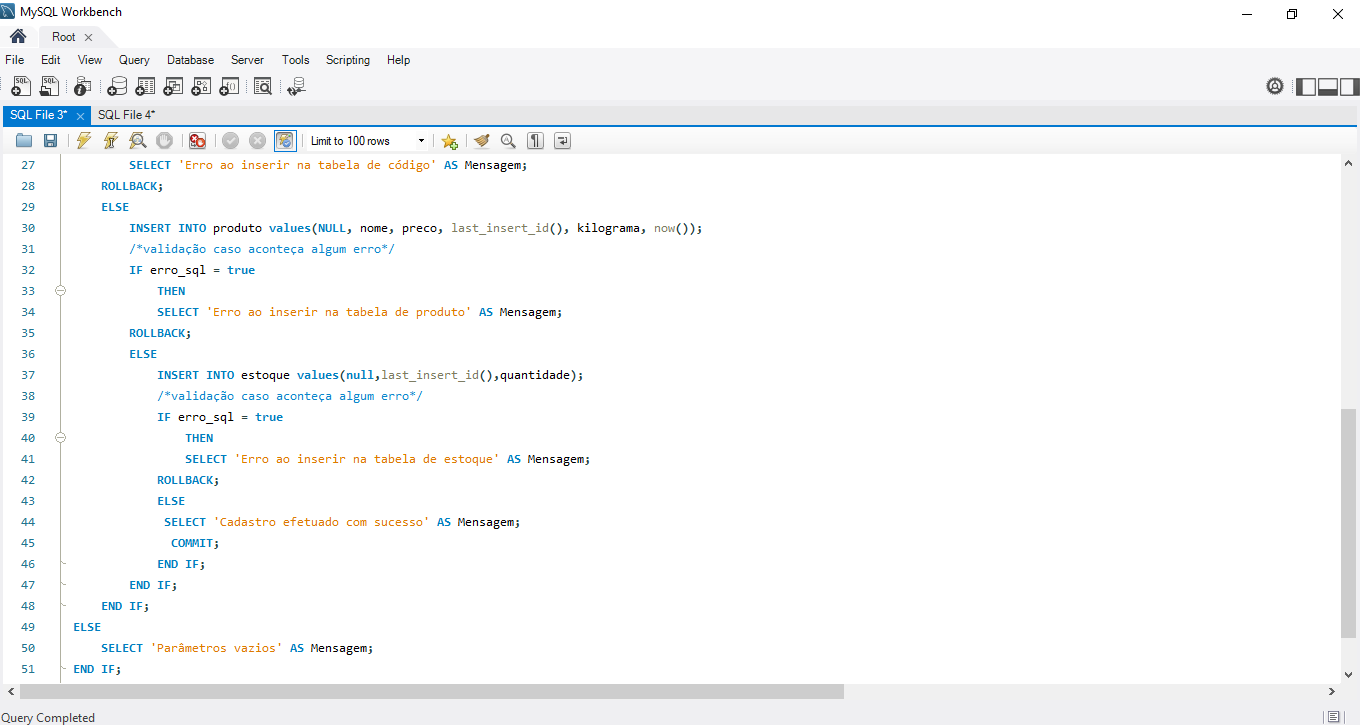 MySQL Workbench
Root
File Edit View Query Database Server Tools Scripting Help
SQL File 3* SQL File 4*
Limit to 100 rows
27 SELECT 'Erro ao inserir na tabela de código' AS Mensagem;
28 ROLLBACK;
29 ELSE
30 INSERT INTO produto values(NULL, nome, preco, last_insert_id(), kilograma, now());
31 /*validação caso aconteça algum erro*/
32 IF erro_sql = true
33 THEN
34 SELECT 'Erro ao inserir na tabela de produto' AS Mensagem;
35 ROLLBACK;
36 ELSE
37 INSERT INTO estoque values(null,last_insert_id(),quantidade);
38 /*validação caso aconteça algum erro*/
39 IF erro_sql = true
40 THEN
41 SELECT 'Erro ao inserir na tabela de estoque' AS Mensagem;
42 ROLLBACK;
43 ELSE
44 SELECT 'Cadastro efetuado com sucesso' AS Mensagem;
45 COMMIT;
46 END IF;
47 END IF;
48 END IF;
49 ELSE
50 SELECT 'Parâmetros vazios' AS Mensagem;
51 END IF;
Query Completed